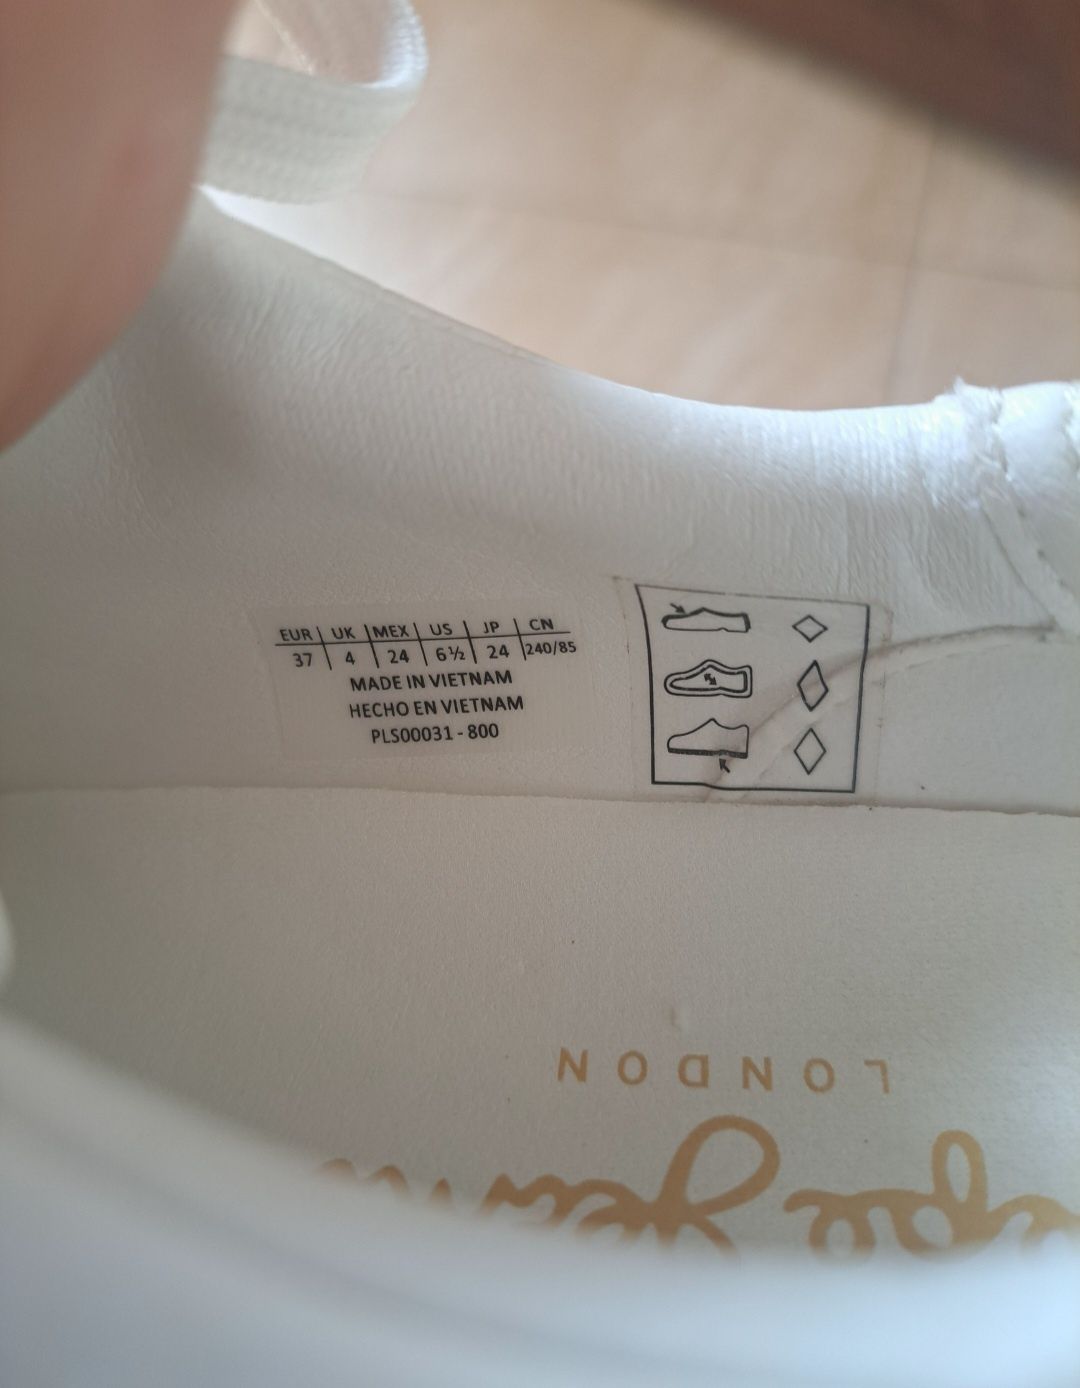 EUR | UK | MEX | US | JP | CN
37 | 4 | 24 | 6½ | 24 | 240/85
MADE IN VIETNAM
HECHO EN VIETNAM
PLS00031 - 800
LONDON